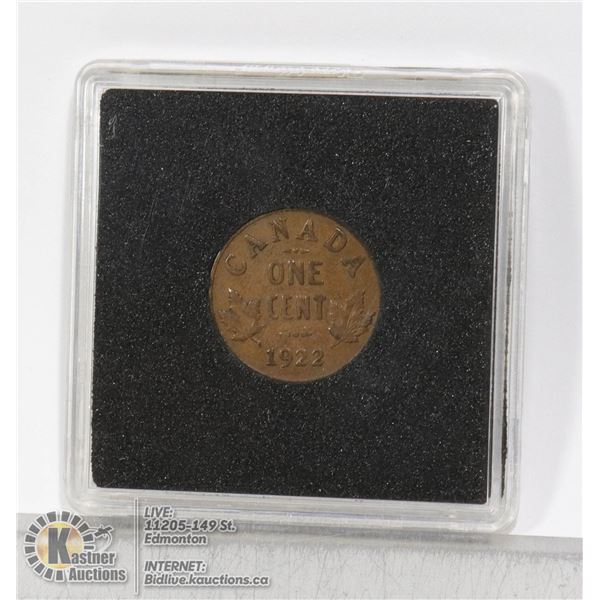 CANADA
ONE
CENT
1922
Kastner
Auctions
LIVE:
11205-149 St.
Edmonton
INTERNET:
Bidlive.kauctions.ca